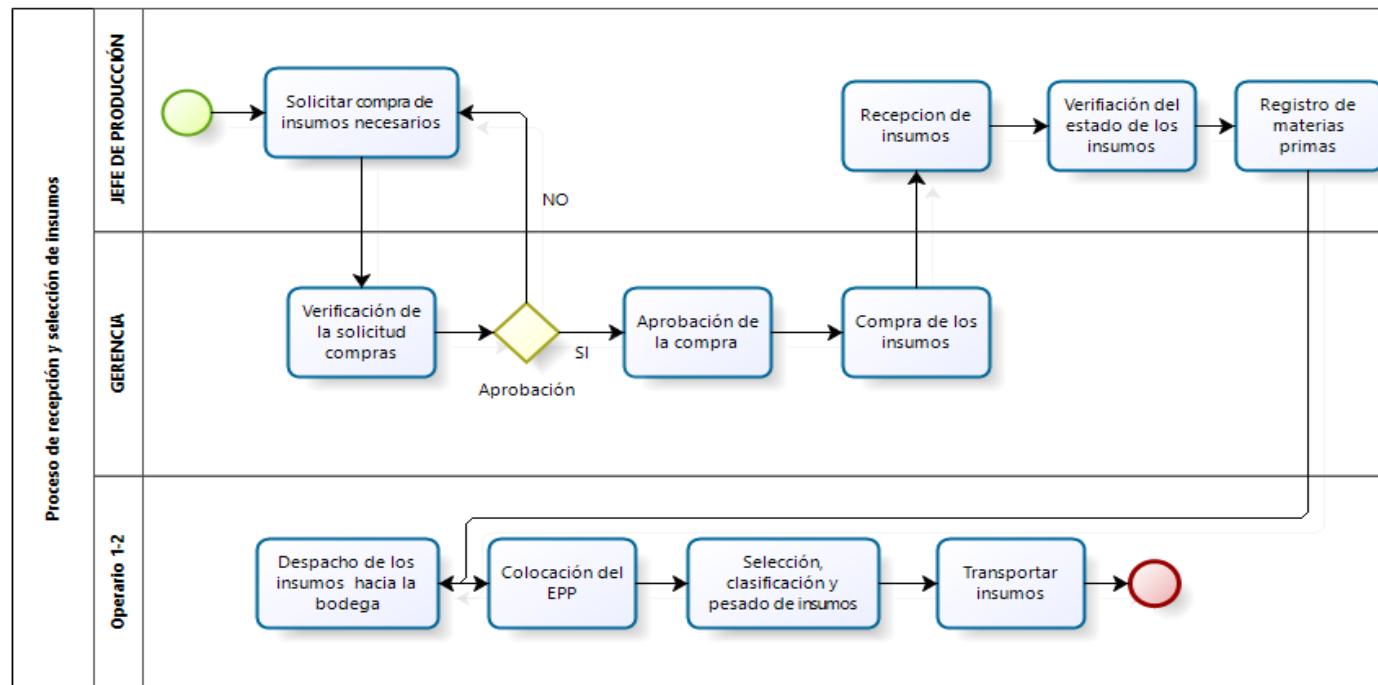 Proceso de recepción y selección de insumos
JEFE DE PRODUCCIÓN
Solicitar compra de
insumos necesarios
Recepcion de
insumos
Verifiación del
estado de los
insumos
Registro de
materias
primas
NO
GERENCIA
Verificación de
la solicitud
compras
Aprobación
SI
Aprobación de
la compra
Compra de los
insumos
Operario 1-2
Despacho de los
insumos hacia la
bodega
Colocación del
EPP
Selección,
clasificación y
pesado de insumos
Transportar
insumos